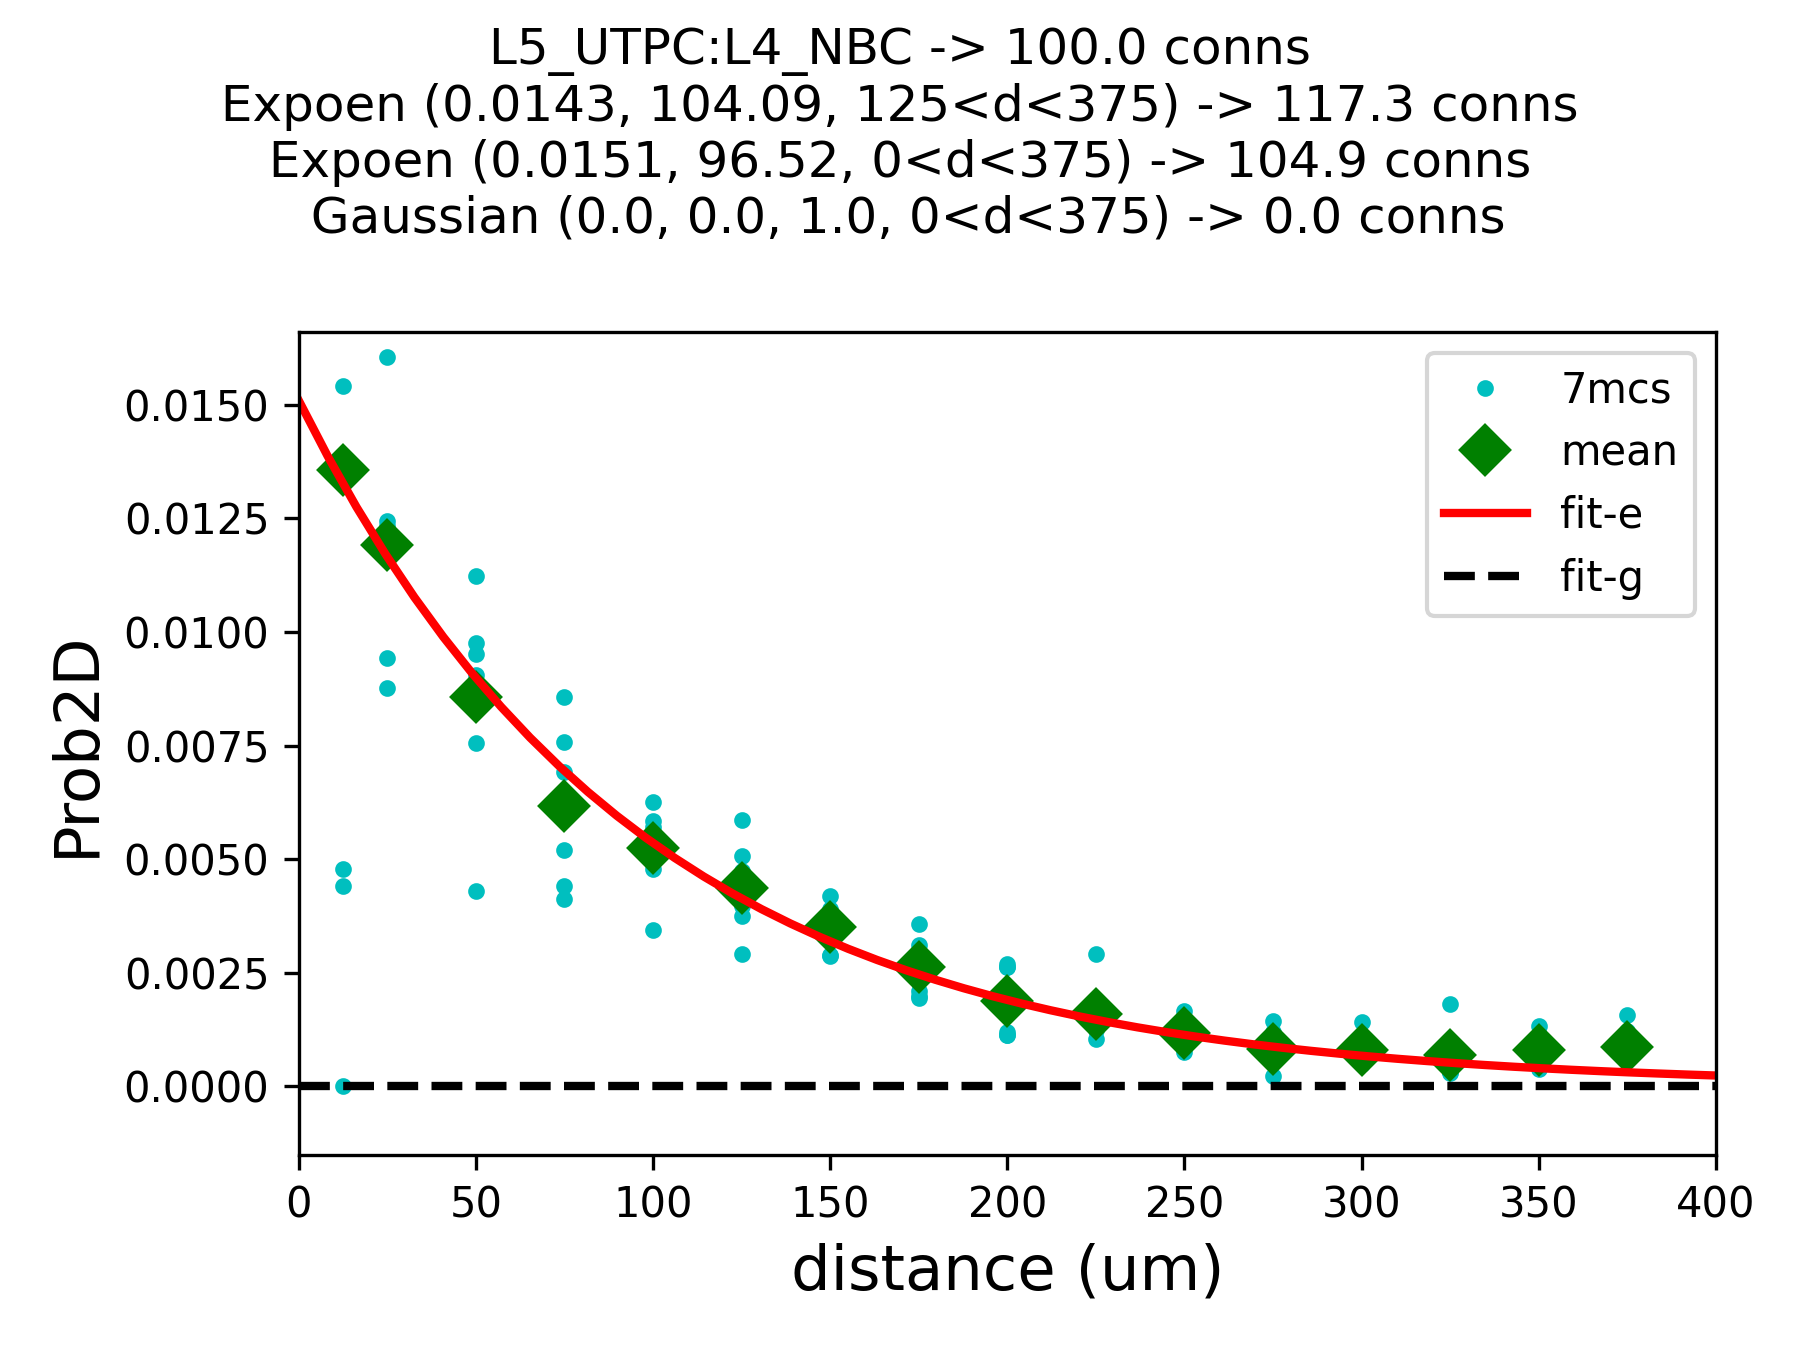 L5_UTPC:L4_NBC -> 100.0 conns
Expoen (0.0143, 104.09, 125<d<375) -> 117.3 conns
Expoen (0.0151, 96.52, 0<d<375) -> 104.9 conns
Gaussian (0.0, 0.0, 1.0, 0<d<375) -> 0.0 conns
7mcs
mean
fit-e
fit-g
Prob2D
0.0150
0.0125
0.0100
0.0075
0.0050
0.0025
0.0000
0 50 100 150 200 250 300 350 400
distance (um)